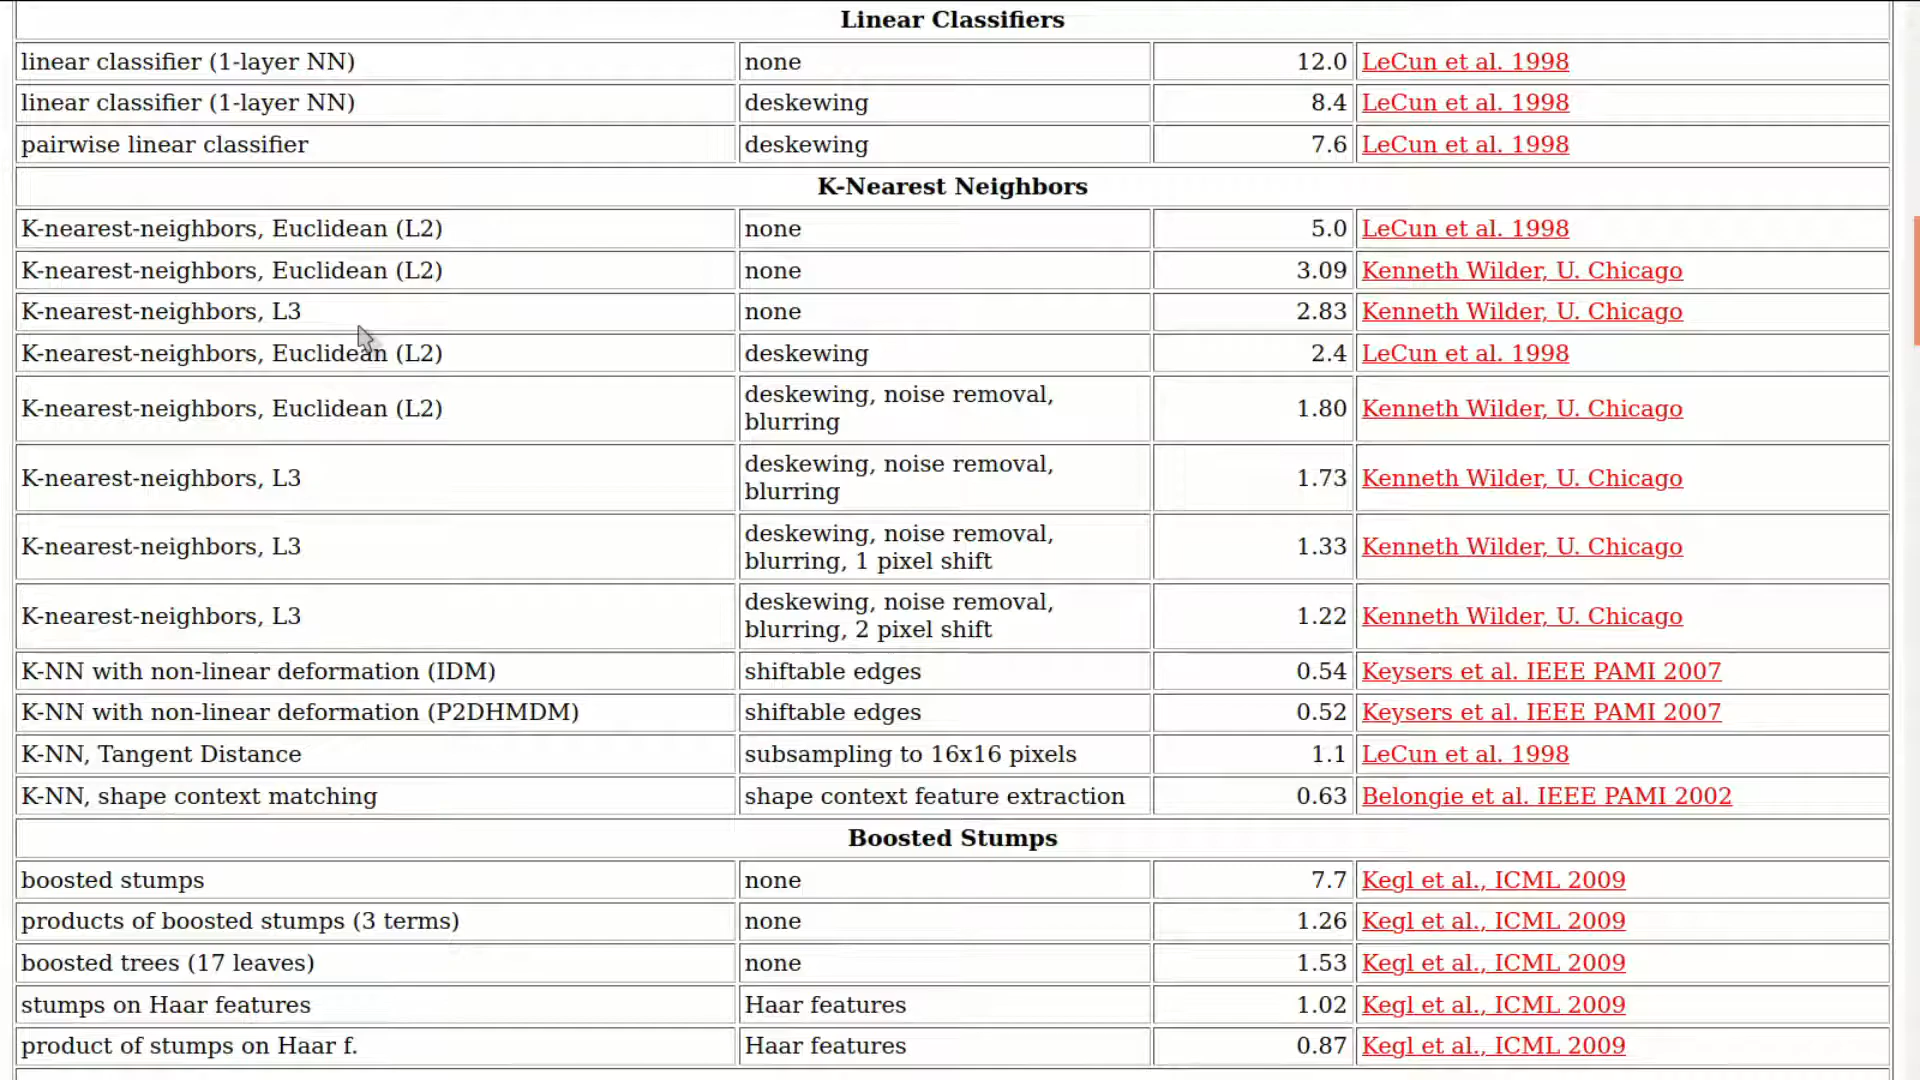 Linear Classifiers
linear classifier (1-layer NN) none 12.0 LeCun et al. 1998
linear classifier (1-layer NN) deskewing 8.4 LeCun et al. 1998
pairwise linear classifier deskewing 7.6 LeCun et al. 1998
K-Nearest Neighbors
K-nearest-neighbors, Euclidean (L2) none 5.0 LeCun et al. 1998
K-nearest-neighbors, Euclidean (L2) none 3.09 Kenneth Wilder, U. Chicago
K-nearest-neighbors, L3 none 2.83 Kenneth Wilder, U. Chicago
K-nearest-neighbors, Euclidean (L2) deskewing 2.4 LeCun et al. 1998
K-nearest-neighbors, Euclidean (L2) deskewing, noise removal,
blurring 1.80 Kenneth Wilder, U. Chicago
K-nearest-neighbors, L3 deskewing, noise removal,
blurring 1.73 Kenneth Wilder, U. Chicago
K-nearest-neighbors, L3 deskewing, noise removal,
blurring, 1 pixel shift 1.33 Kenneth Wilder, U. Chicago
K-nearest-neighbors, L3 deskewing, noise removal,
blurring, 2 pixel shift 1.22 Kenneth Wilder, U. Chicago
K-NN with non-linear deformation (IDM) shiftable edges 0.54 Keysers et al. IEEE PAMI 2007
K-NN with non-linear deformation (P2DHMDM) shiftable edges 0.52 Keysers et al. IEEE PAMI 2007
K-NN, Tangent Distance subsampling to 16x16 pixels 1.1 LeCun et al. 1998
K-NN, shape context matching shape context feature extraction 0.63 Belongie et al. IEEE PAMI 2002
Boosted Stumps
boosted stumps none 7.7 Kegl et al., ICML 2009
products of boosted stumps (3 terms) none 1.26 Kegl et al., ICML 2009
boosted trees (17 leaves) none 1.53 Kegl et al., ICML 2009
stumps on Haar features Haar features 1.02 Kegl et al., ICML 2009
product of stumps on Haar f. Haar features 0.87 Kegl et al., ICML 2009